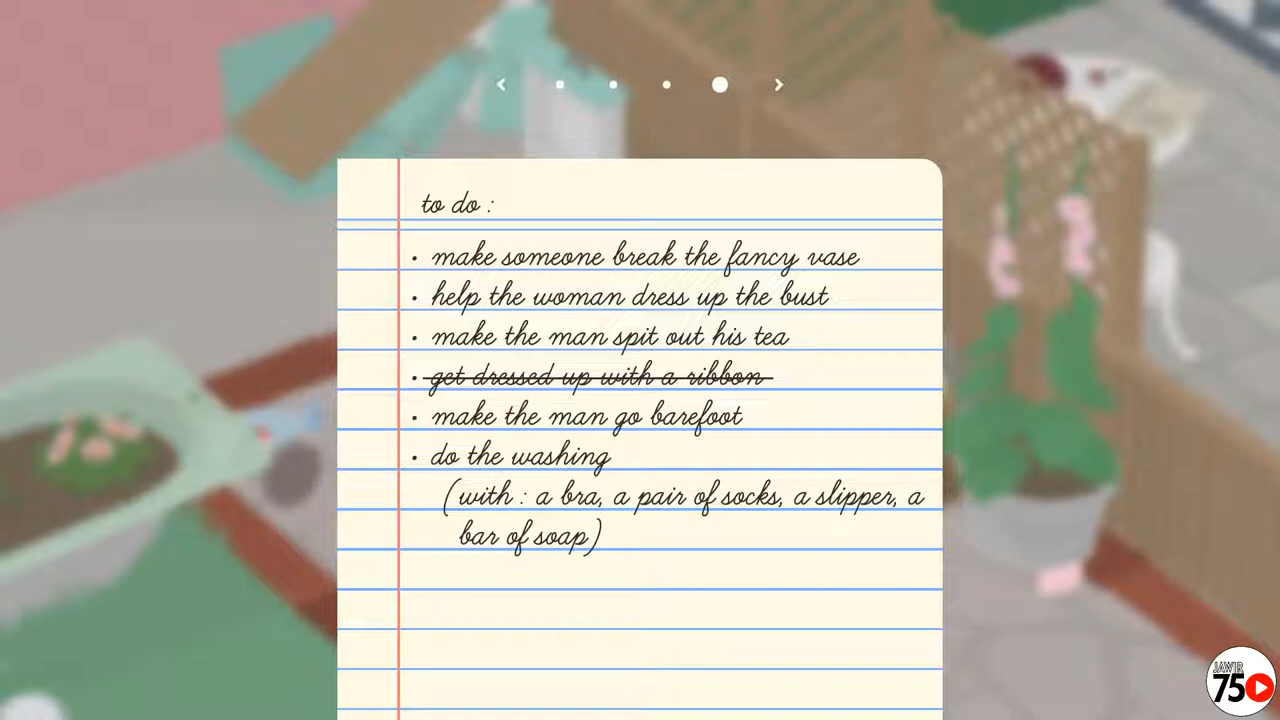 to do :
• make someone break the fancy vase
• help the woman dress up the bust
• make the man spit out his tea
• get dressed up with a ribbon
• make the man go barefoot
• do the washing
(with : a bra, a pair of socks, a slipper, a
bar of soap)
JAWIR
75